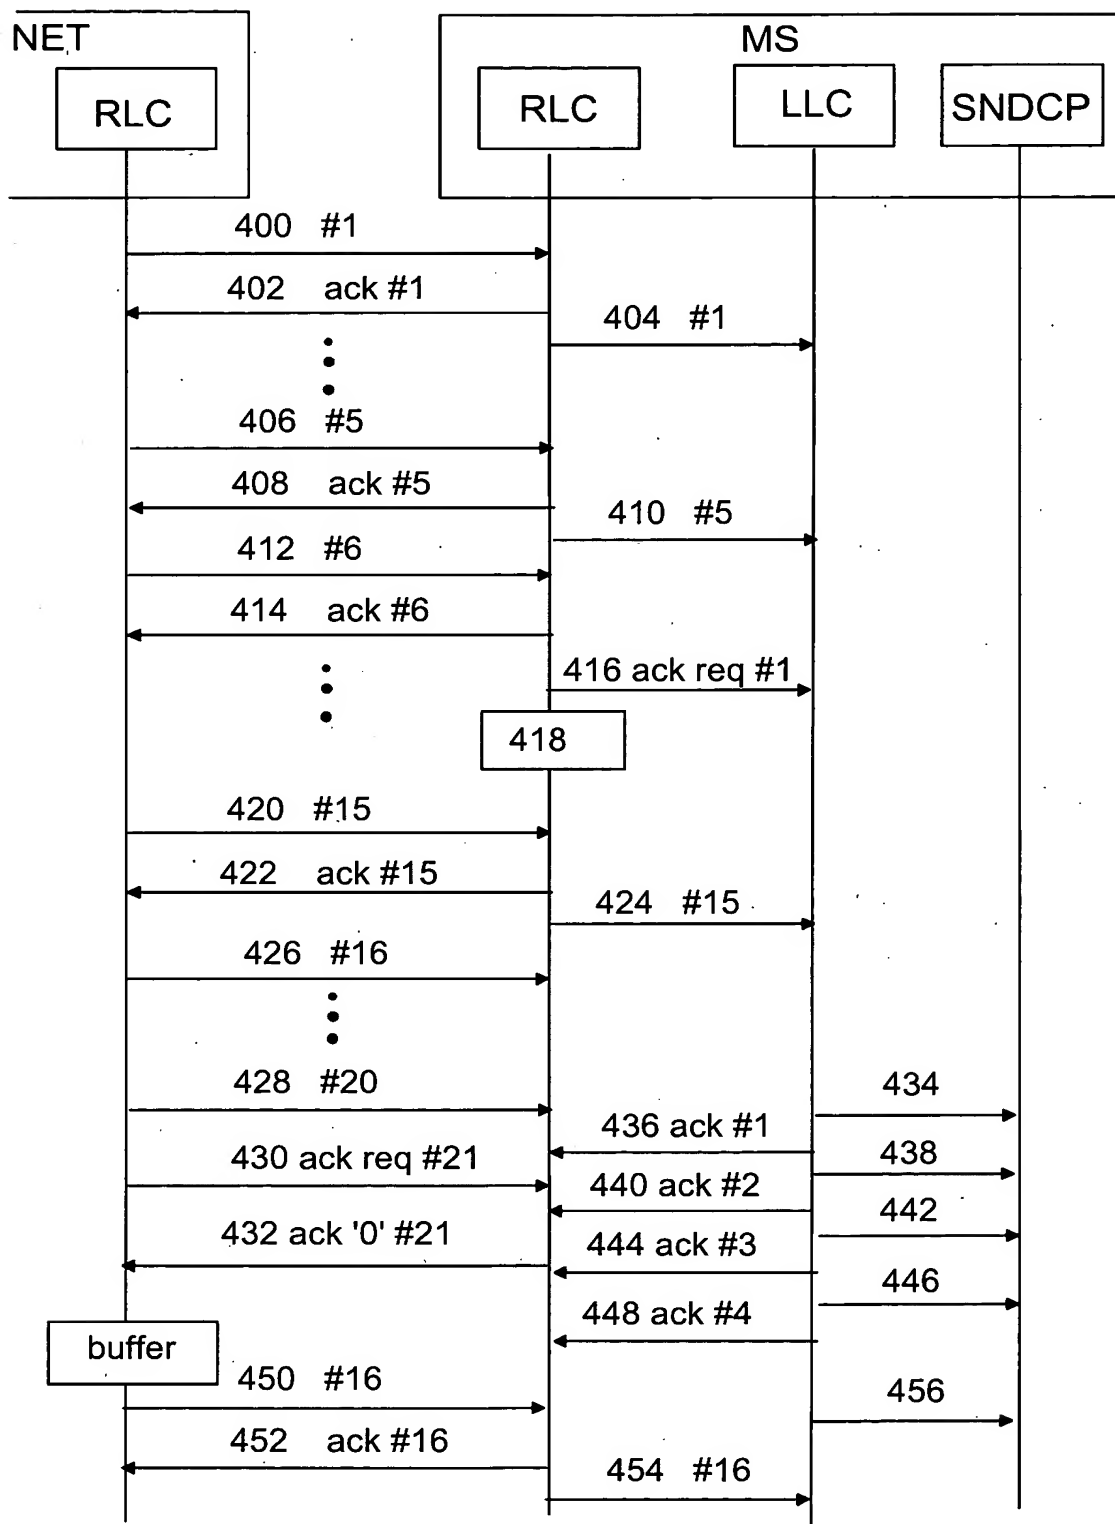 NET
MS
RLC
RLC
LLC
SNDCP
400 #1
402 ack #1
404 #1
406 #5
408 ack #5
410 #5
412 #6
414 ack #6
416 ack req #1
418
420 #15
422 ack #15
424 #15
426 #16
428 #20
434
436 ack #1
430 ack req #21
438
440 ack #2
442
432 ack '0' #21
444 ack #3
446
448 ack #4
buffer
450 #16
456
452 ack #16
454 #16